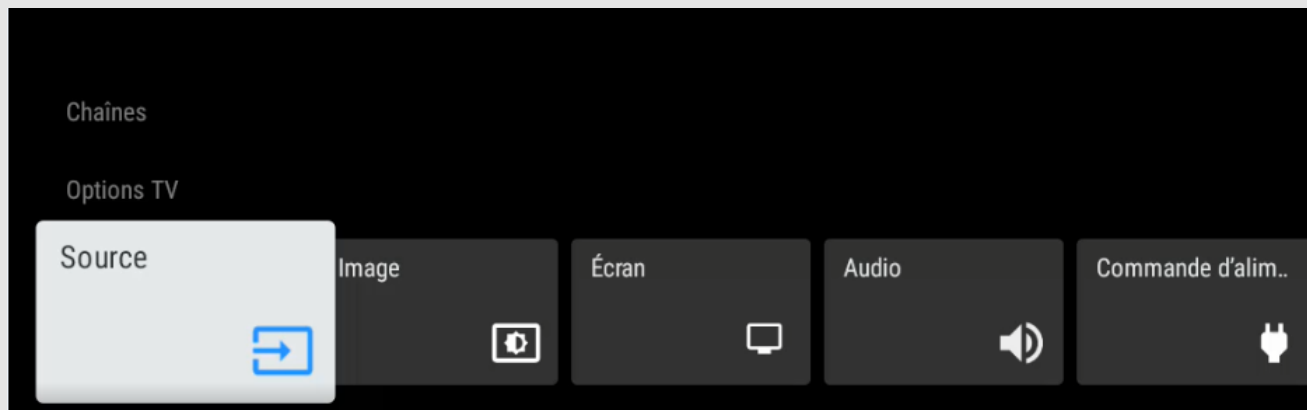 Chaînes
Options TV
Source
Image
Écran
Audio
Commande d’alim..